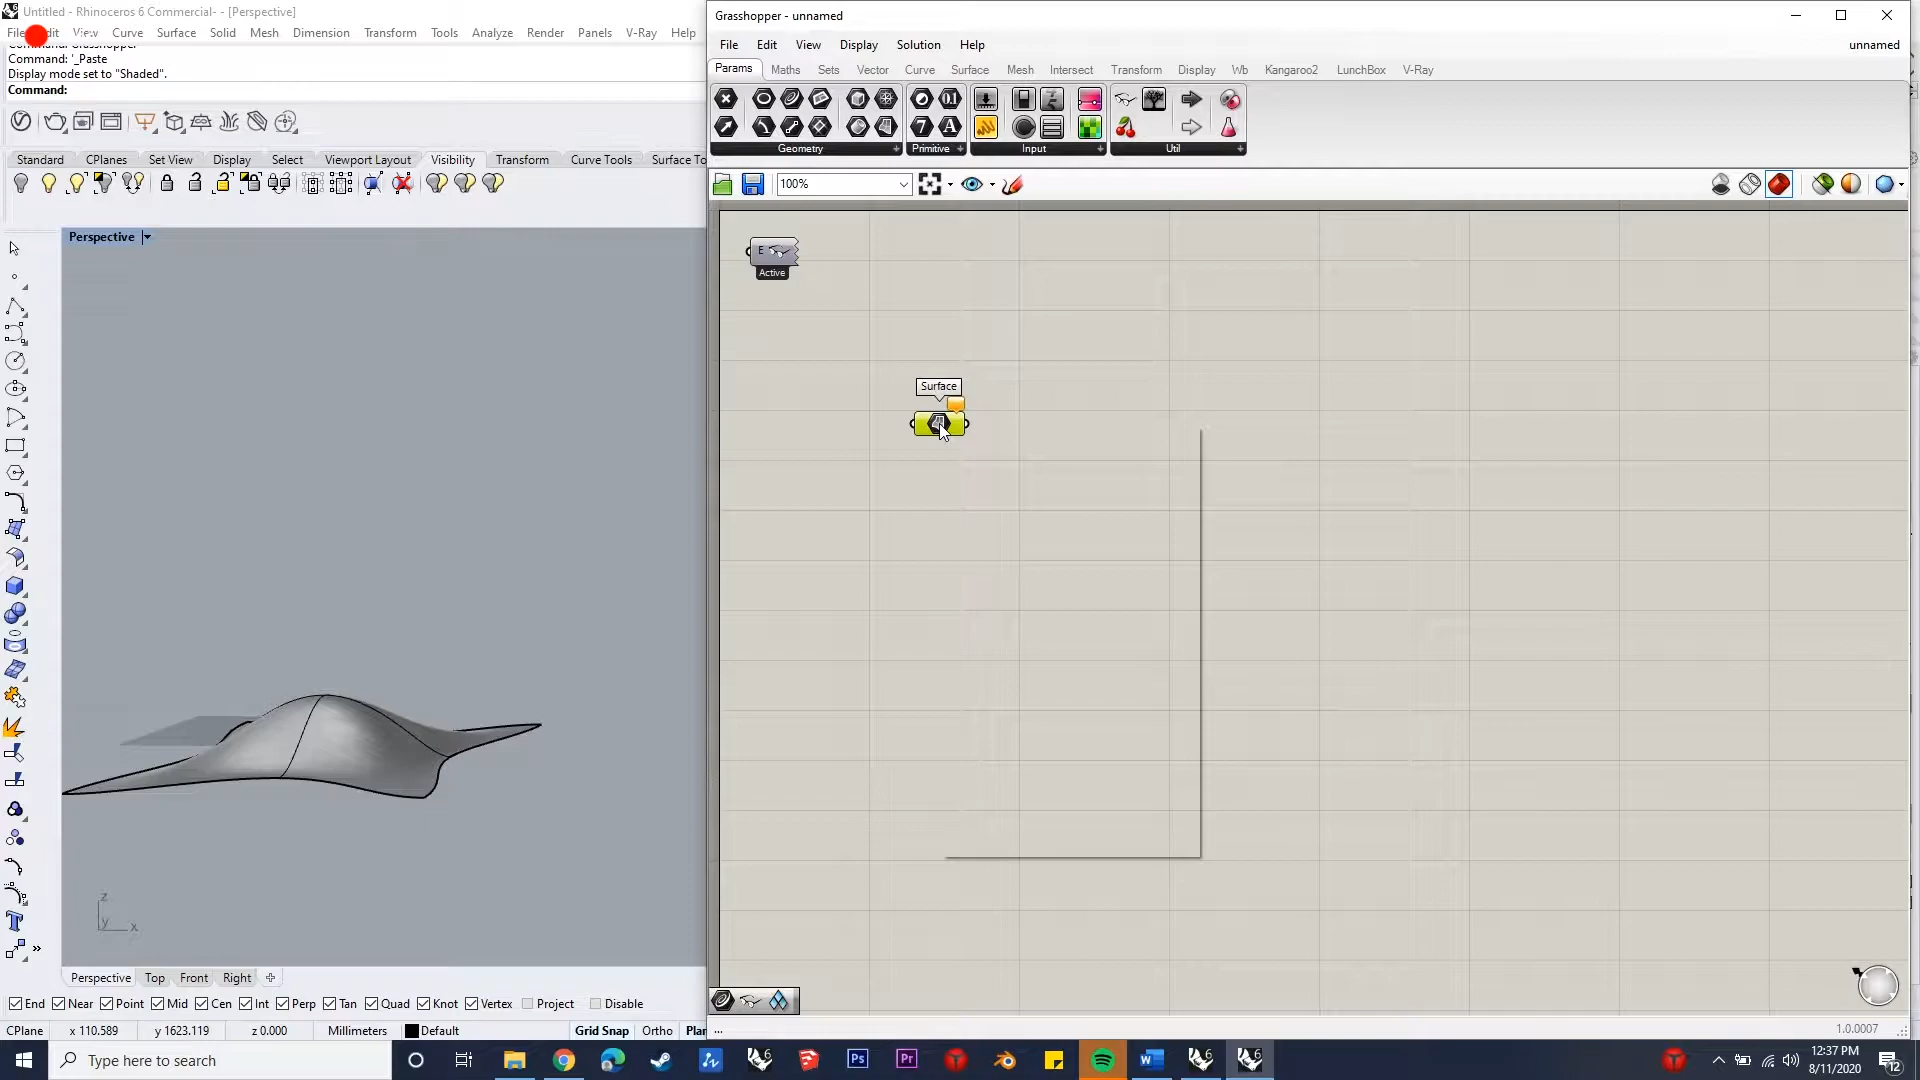 Untitled - Rhinoceros 6 Commercial- - [Perspective]
File Edit View Curve Surface Solid Mesh Dimension Transform Tools Analyze Render Panels V-Ray Help
Command: '_Paste
Display mode set to "Shaded".
Command:
Standard CPlanes Set View Display Select Viewport Layout Visibility Transform Curve Tools Surface To
Perspective
z
y x
Perspective Top Front Right
End Near Point Mid Cen Int Perp Tan Quad Knot Vertex Project Disable
CPlane x 110.589 y 1623.119 z 0.000 Millimeters Default Grid Snap Ortho Plan
Grasshopper - unnamed
File Edit View Display Solution Help unnamed
Params Maths Sets Vector Curve Surface Mesh Intersect Transform Display Wb Kangaroo2 LunchBox V-Ray
Geometry Primitive Input Util
100%
E
Active
Surface
...
1.0.0007
Type here to search
Ps
Pr
12:37 PM
8/11/2020
12